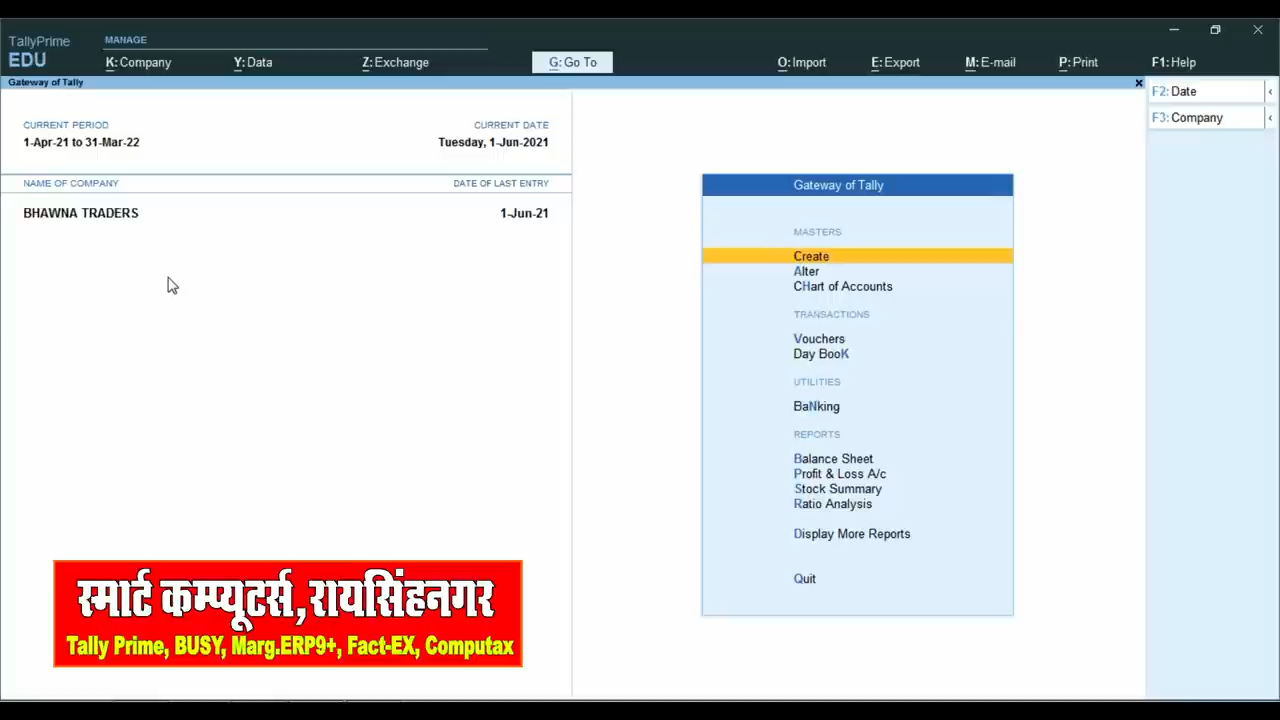 TallyPrime
EDU
MANAGE
K: Company
Y: Data
Z: Exchange
G: Go To
O: Import
E: Export
M: E-mail
P: Print
F1: Help
Gateway of Tally
x
F2: Date
F3: Company
CURRENT PERIOD
CURRENT DATE
1-Apr-21 to 31-Mar-22
Tuesday, 1-Jun-2021
NAME OF COMPANY
DATE OF LAST ENTRY
BHAWNA TRADERS
1-Jun-21
Gateway of Tally
MASTERS
Create
Alter
CHart of Accounts
TRANSACTIONS
Vouchers
Day BooK
UTILITIES
BaNking
REPORTS
Balance Sheet
Profit & Loss A/c
Stock Summary
Ratio Analysis
Display More Reports
Quit
स्मार्ट कम्प्यूटर्स,रायसिंहनगर
Tally Prime, BUSY, Marg.ERP9+, Fact-EX, Computax